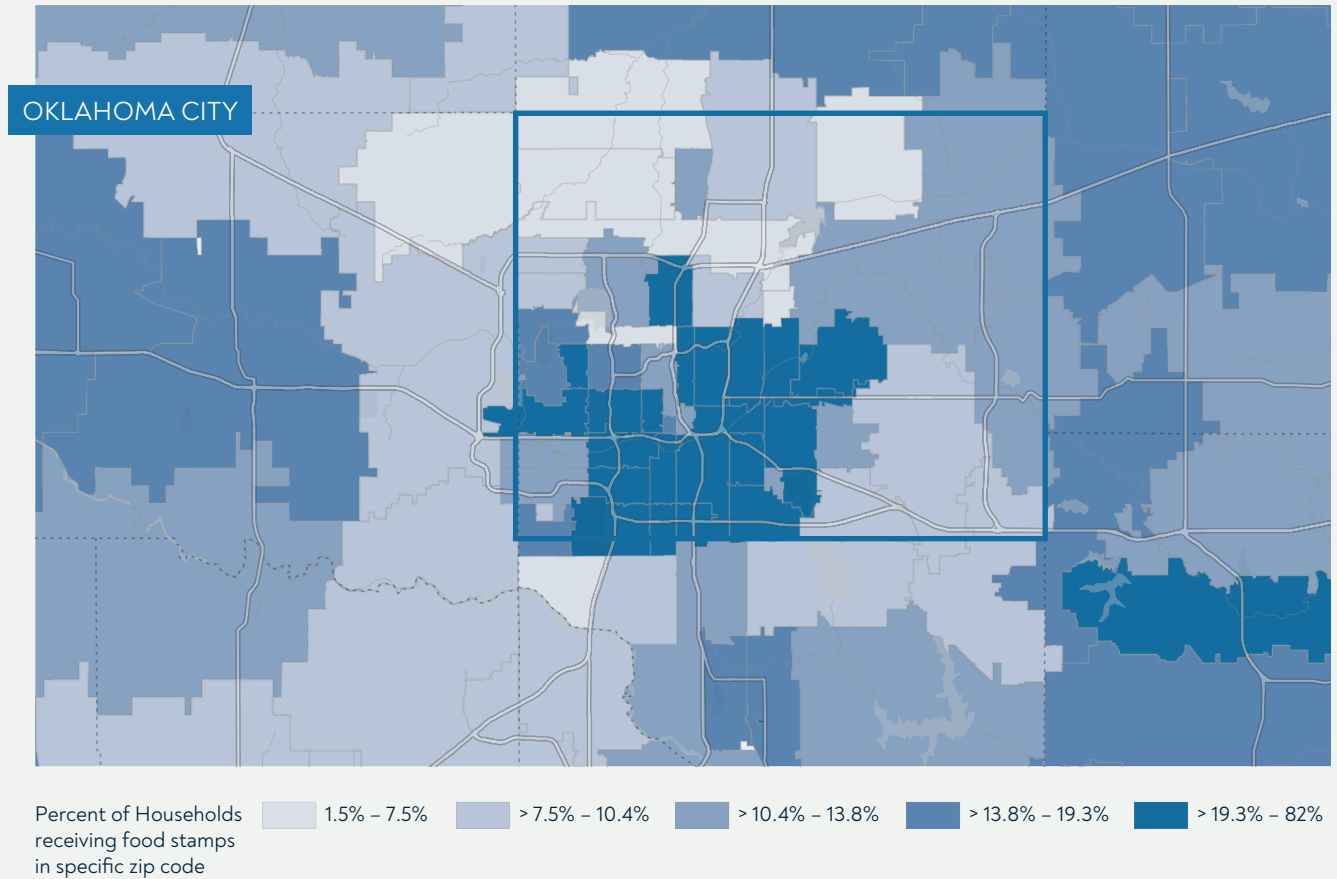 OKLAHOMA CITY
Percent of Households
receiving food stamps
in specific zip code
1.5% – 7.5%
> 7.5% – 10.4%
> 10.4% – 13.8%
> 13.8% – 19.3%
> 19.3% – 82%